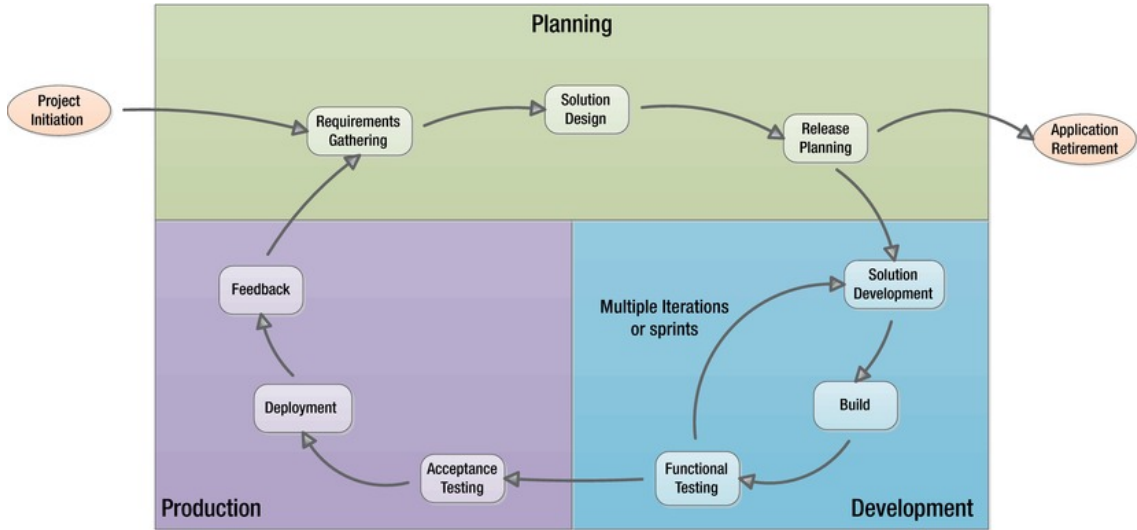 Planning
Project
Initiation
Requirements
Gathering
Solution
Design
Release
Planning
Application
Retirement
Feedback
Multiple Iterations
or sprints
Solution
Development
Deployment
Build
Acceptance
Testing
Functional
Testing
Production
Development